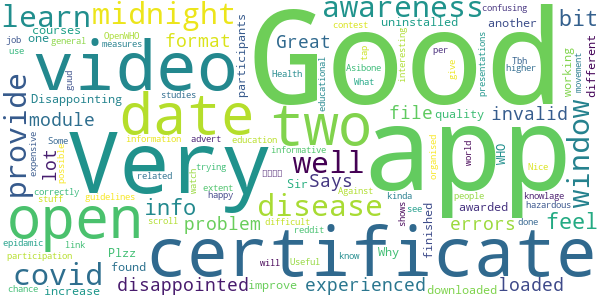 learn midnight awareness uninstalled confusing
courses participants contest another bit
job general OpenWHO one format Great app interesting per Tbh higher
use measures Health Asibone What give presentations working different
guud studies educational
video Good
Disappointing date two file quality invalid window
provide module
expensive Some lot information advert education Very well app
possible trying informative Sir Says Against WHO world organised movement Nice
open related match extent happy disease kinda people knowlage
correctly stuff guidelines info scroll problem difficult shows see awarded errors hazardous feel
epidemic link Plzz reddit Why finished done
participation certificate
covid found will Useful know experienced loaded
chance increase disappointed improve downloaded